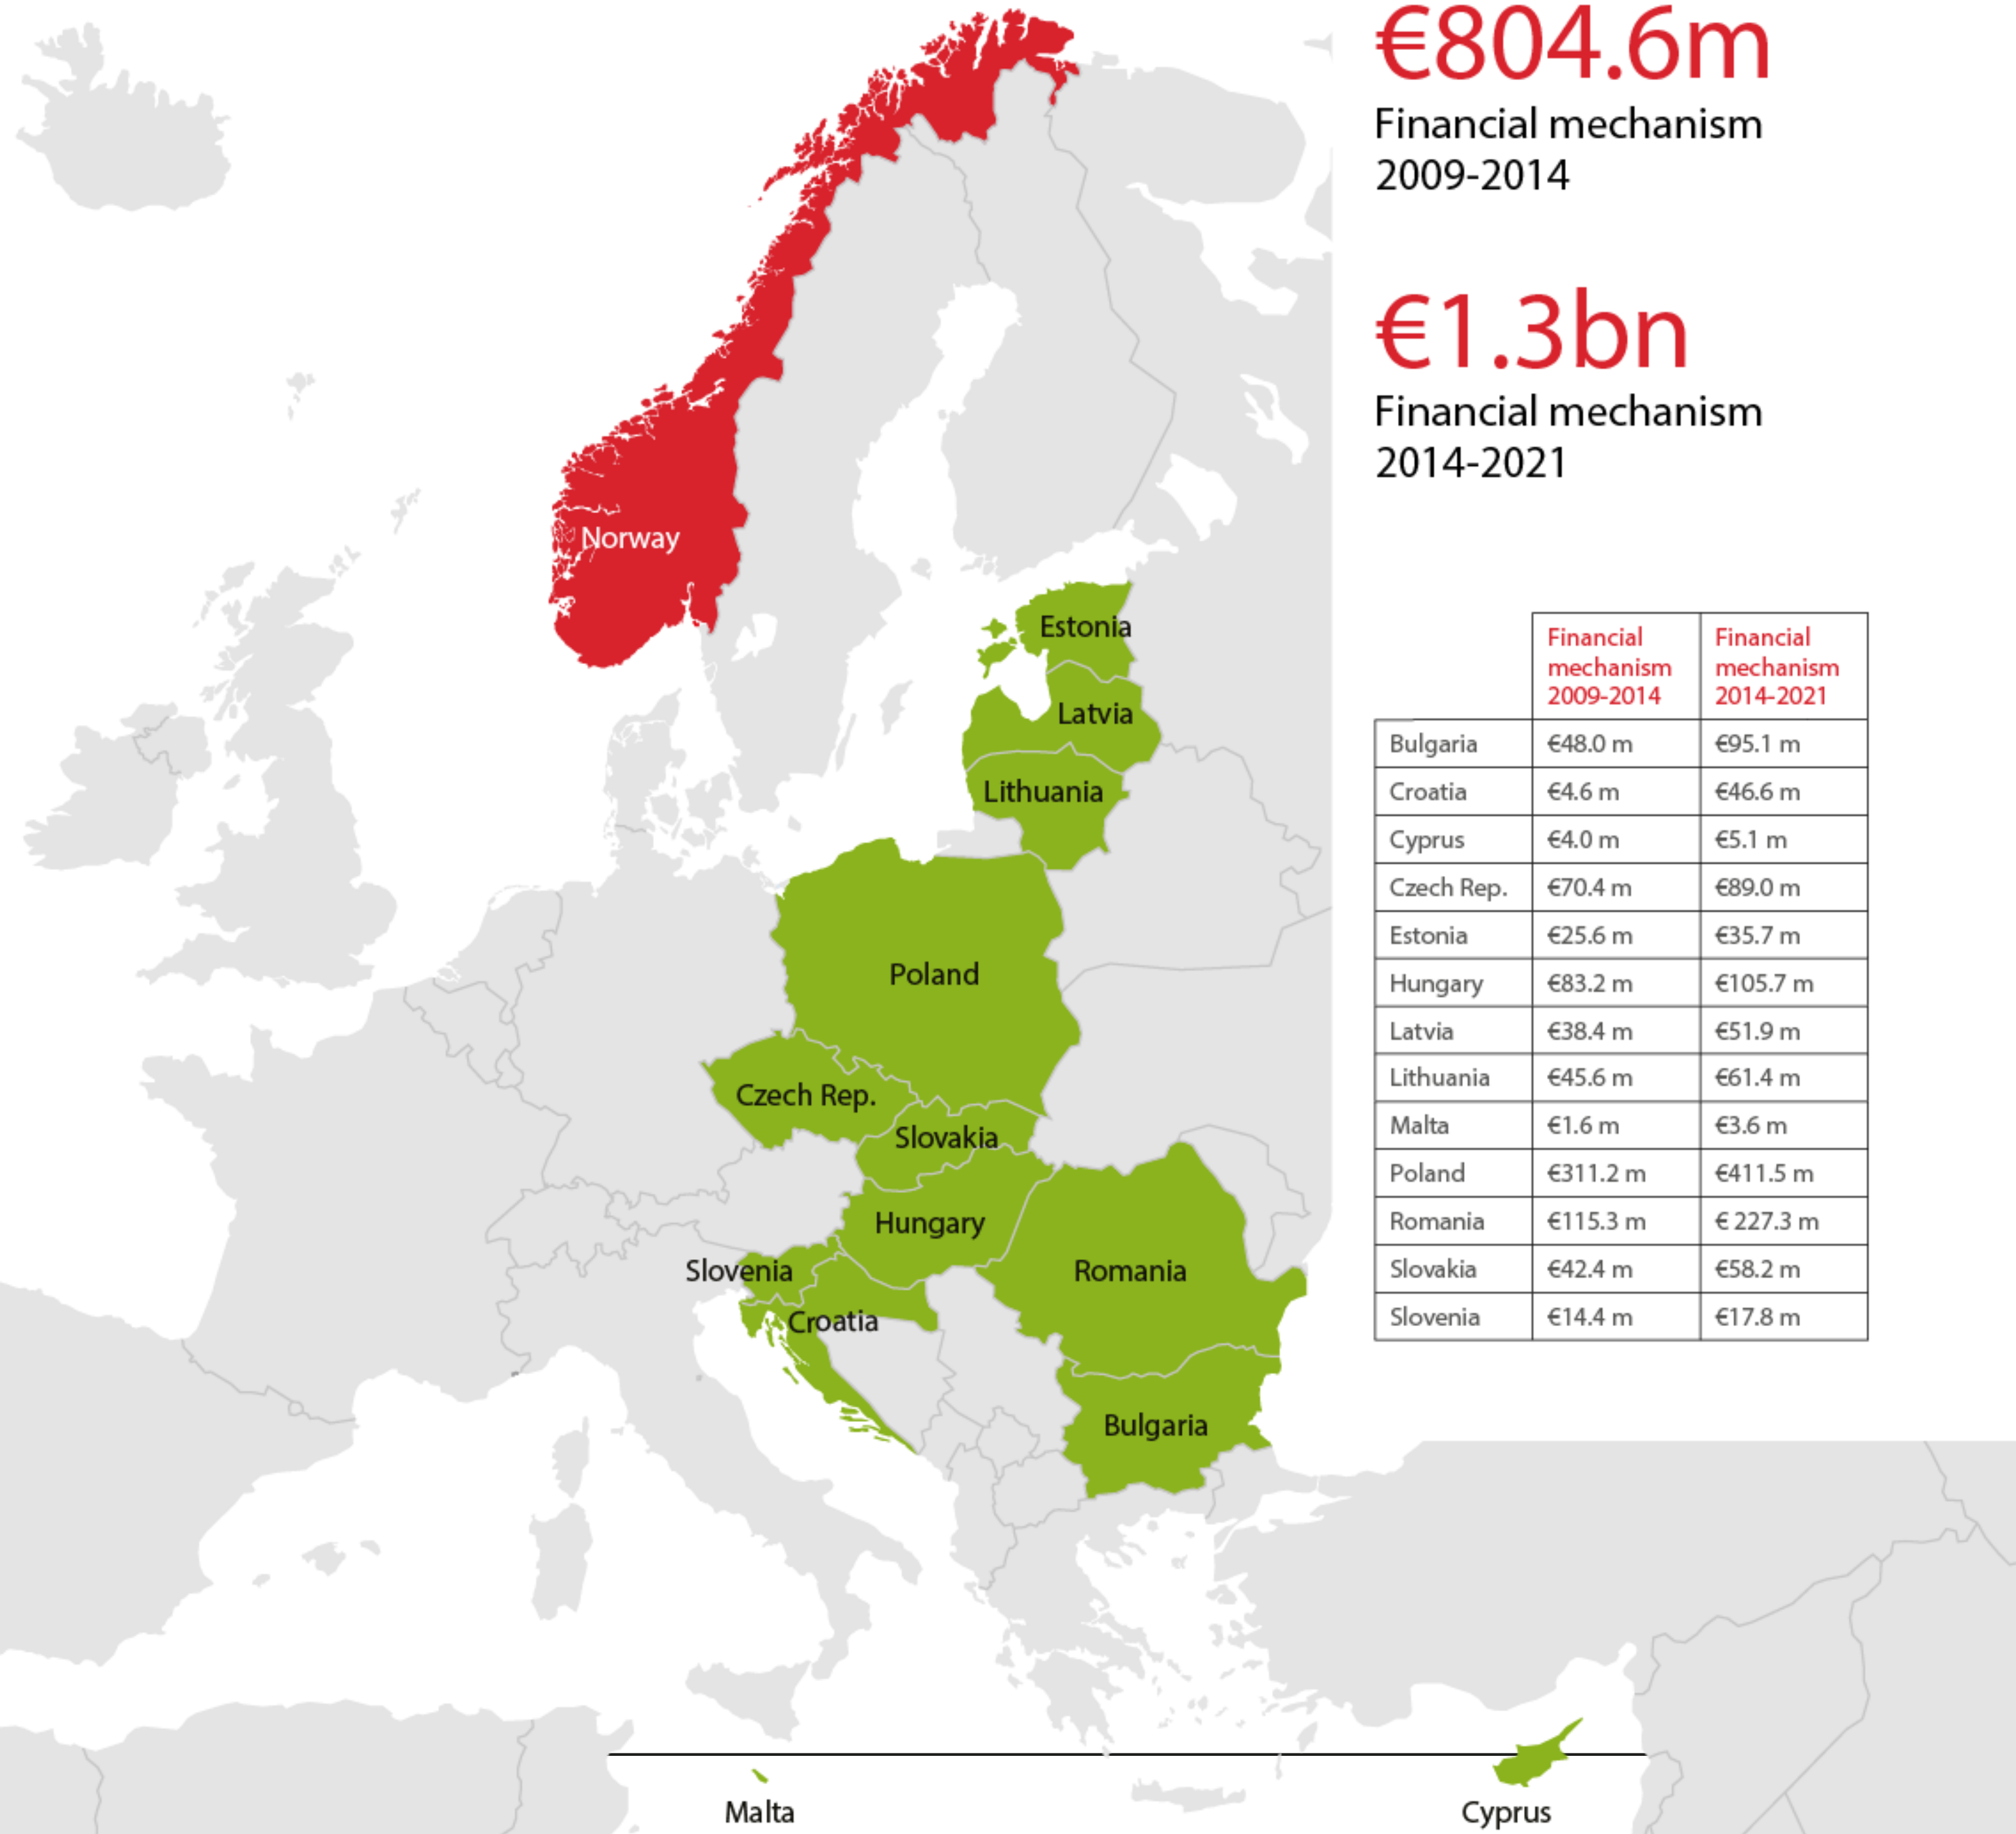 €804.6m
Financial mechanism
2009-2014
€1.3bn
Financial mechanism
2014-2021
Norway
Estonia
Latvia
Lithuania
Poland
Czech Rep.
Slovakia
Hungary
Slovenia
Romania
Croatia
Bulgaria
Malta
Cyprus
Financial mechanism 2009-2014 Financial mechanism 2014-2021
Bulgaria €48.0 m €95.1 m
Croatia €4.6 m €46.6 m
Cyprus €4.0 m €5.1 m
Czech Rep. €70.4 m €89.0 m
Estonia €25.6 m €35.7 m
Hungary €83.2 m €105.7 m
Latvia €38.4 m €51.9 m
Lithuania €45.6 m €61.4 m
Malta €1.6 m €3.6 m
Poland €311.2 m €411.5 m
Romania €115.3 m € 227.3 m
Slovakia €42.4 m €58.2 m
Slovenia €14.4 m €17.8 m